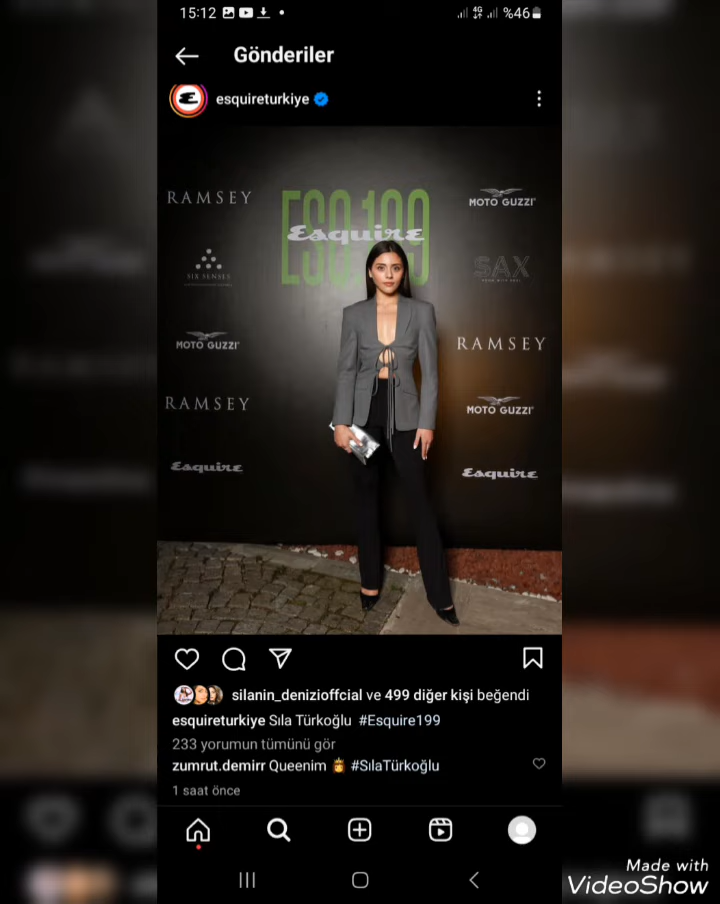 15:12
4G
%46
Gönderiler
esquiretürkiye
RAMSEY
MOTO GUZZI
ESQ.199
Esquire
SIX SENSES
SAX
MOTO GUZZI
RAMSEY
RAMSEY
MOTO GUZZI
Esquire
Esquire
silanin_denizioffcial ve 499 diğer kişi beğendi
esquireturkiye Sıla Türkoğlu #Esquire199
233 yorumun tümünü gör
zumrut.demirr Queenim 👸 #SılaTürkoğlu
1 saat önce
Made with
VideoShow